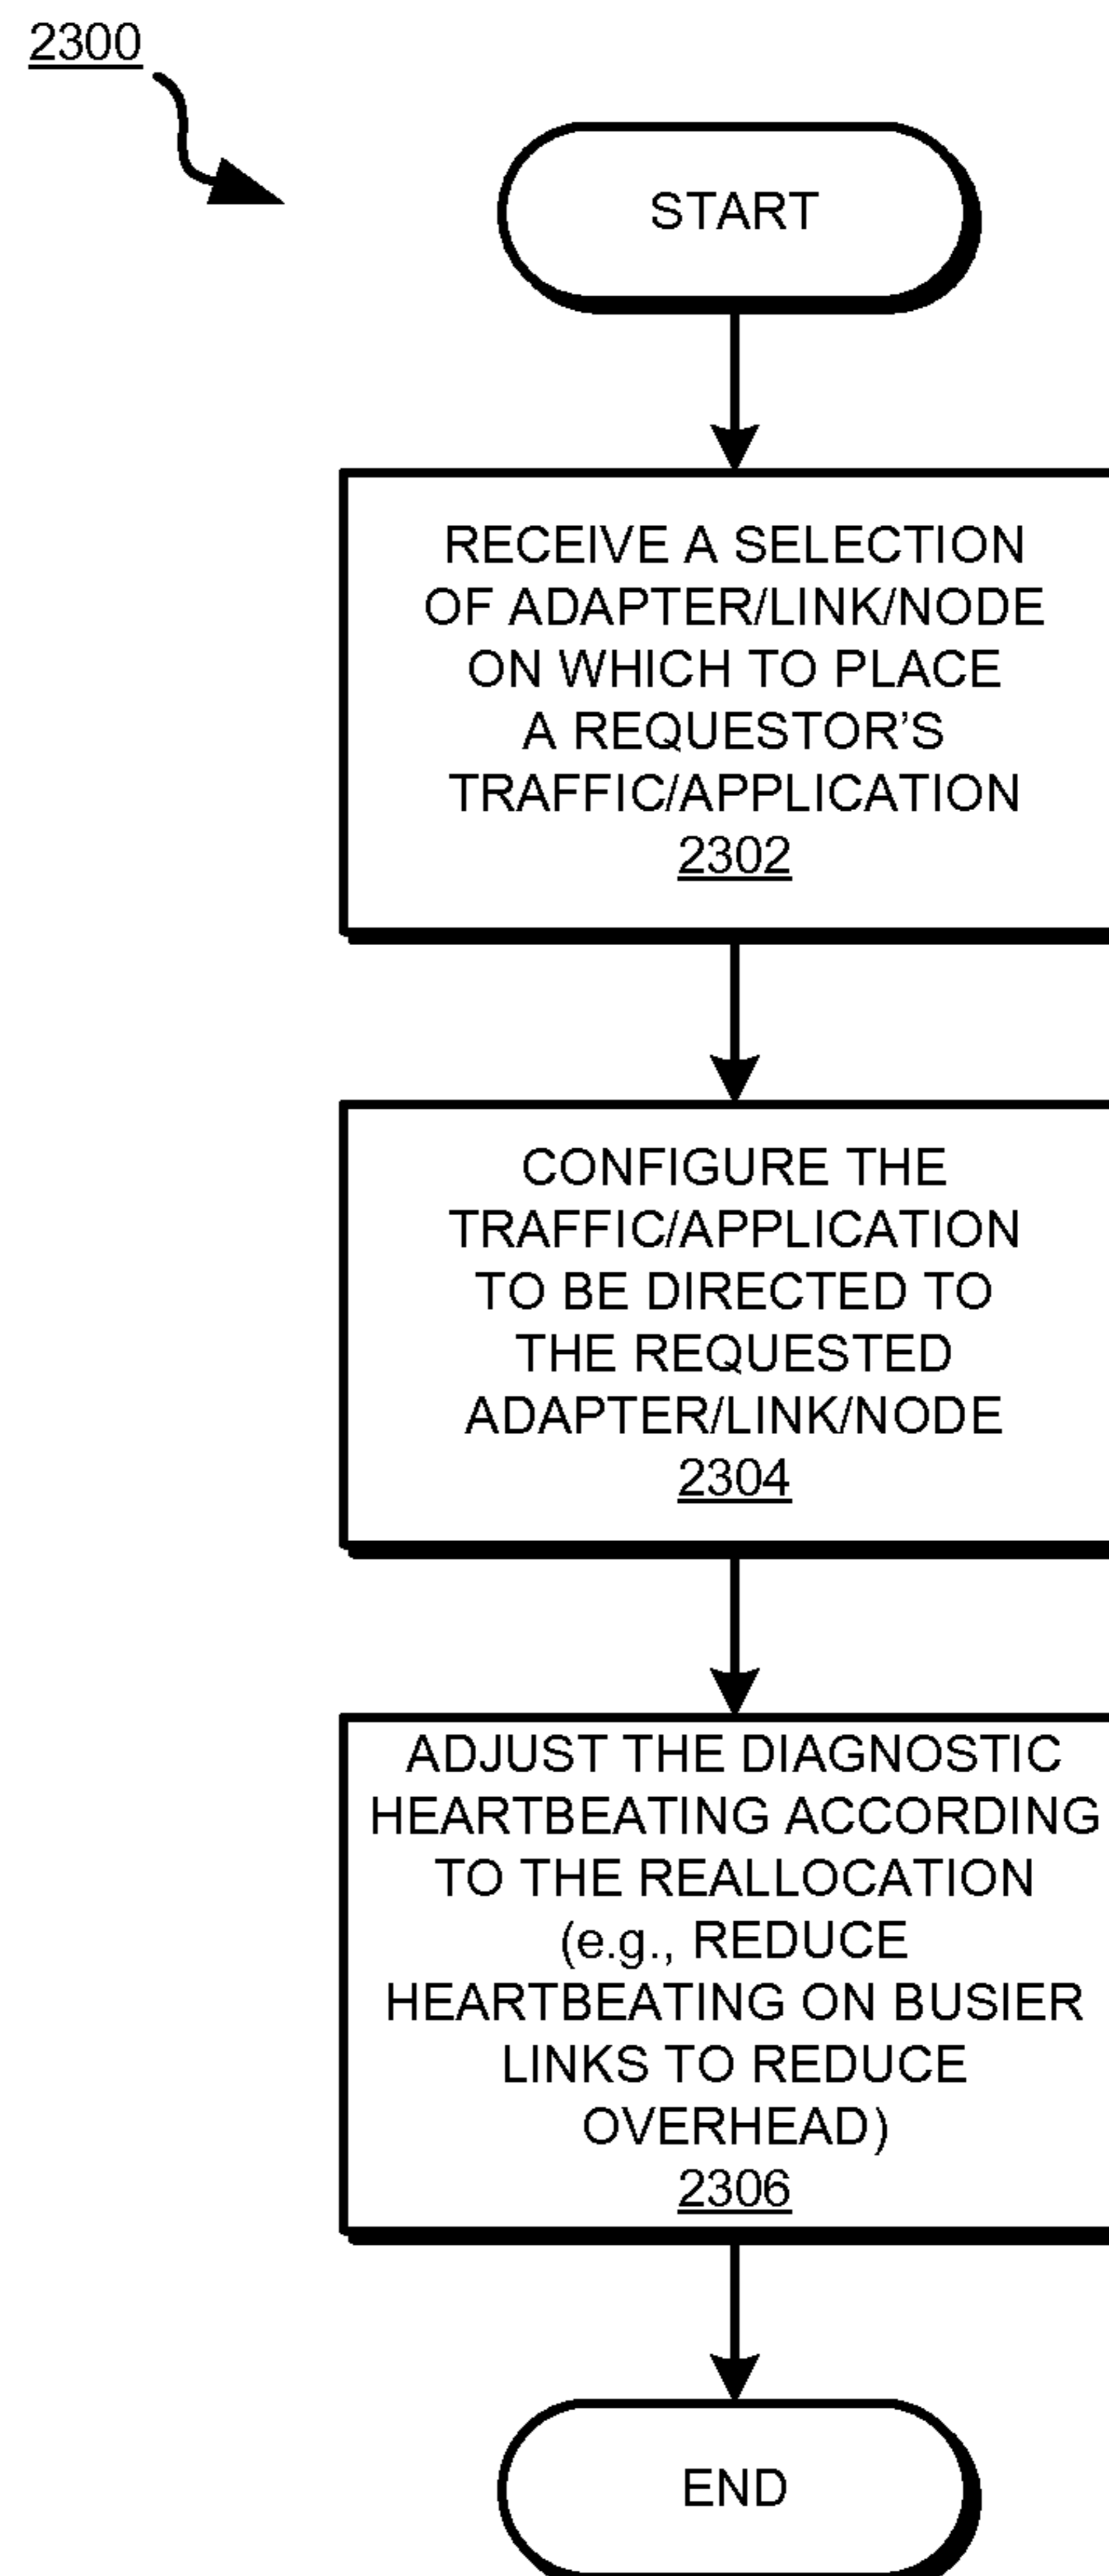 2300
START
RECEIVE A SELECTION
OF ADAPTER/LINK/NODE
ON WHICH TO PLACE
A REQUESTOR’S
TRAFFIC/APPLICATION
2302
CONFIGURE THE
TRAFFIC/APPLICATION
TO BE DIRECTED TO
THE REQUESTED
ADAPTER/LINK/NODE
2304
ADJUST THE DIAGNOSTIC
HEARTBEATING ACCORDING
TO THE REALLOCATION
(e.g., REDUCE
HEARTBEATING ON BUSIER
LINKS TO REDUCE
OVERHEAD)
2306
END